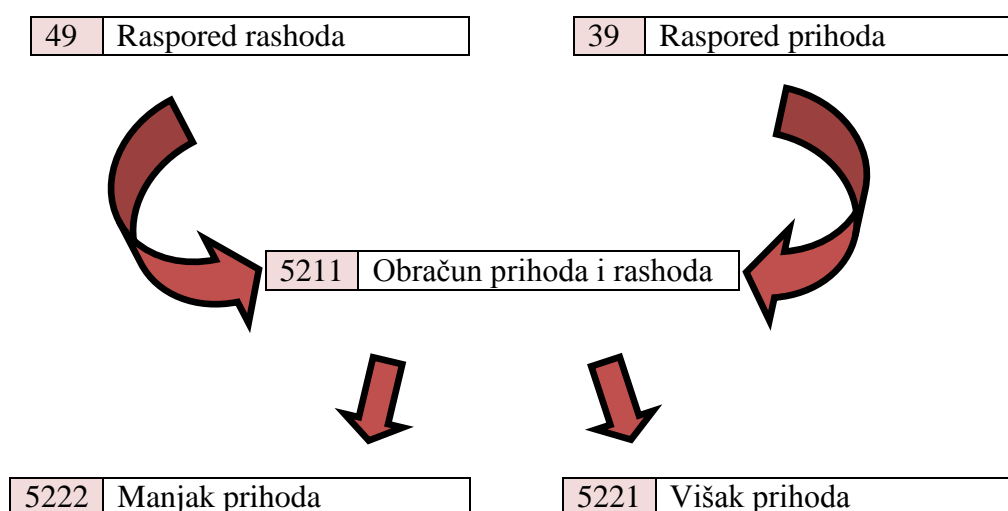 49 Raspored rashoda
39 Raspored prihoda
5211 Obračun prihoda i rashoda
5222 Manjak prihoda
5221 Višak prihoda